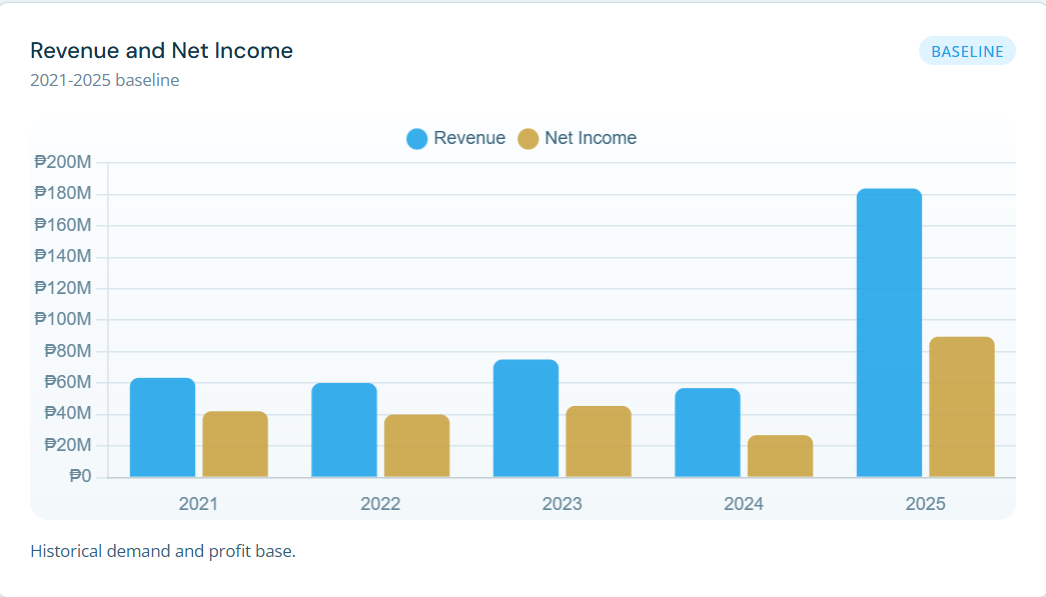 Revenue and Net Income
BASELINE
2021-2025 baseline
Revenue
Net Income
₱200M
₱180M
₱160M
₱140M
₱120M
₱100M
₱80M
₱60M
₱40M
₱20M
₱0
2021
2022
2023
2024
2025
Historical demand and profit base.